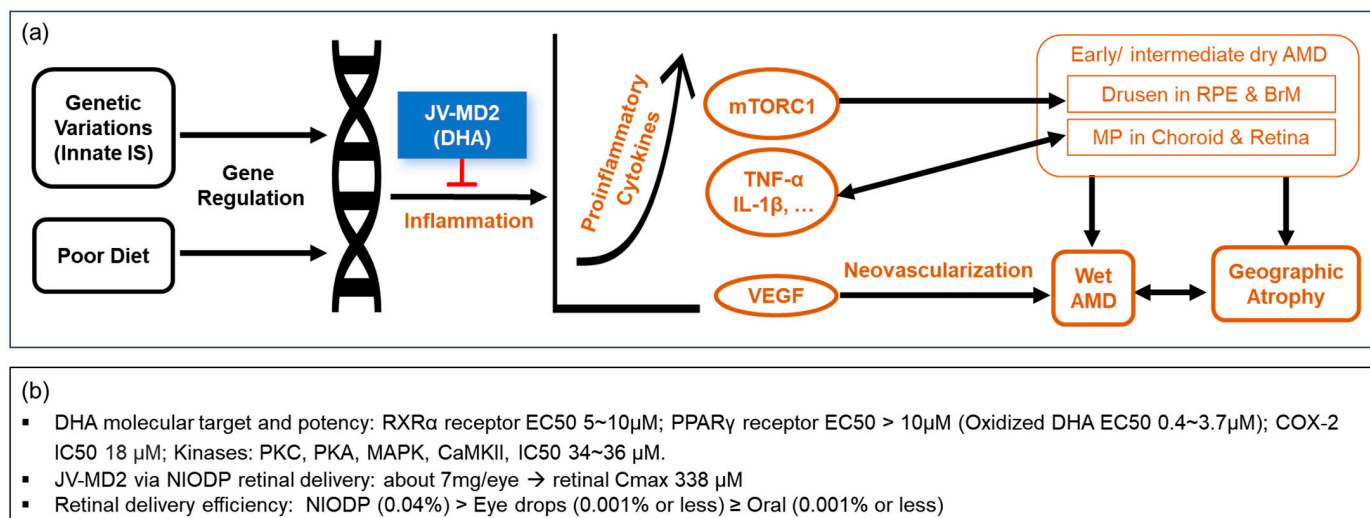 (a)
Genetic
Variations
(Innate IS)
Poor Diet
Gene
Regulation
JV-MD2
(DHA)
Inflammation
Proinflammatory
Cytokines
mTORC1
TNF-α
IL-1β, …
VEGF
Neovascularization
Early/ intermediate dry AMD
Drusen in RPE & BrM
MP in Choroid & Retina
Wet
AMD
Geographic
Atrophy
(b)
▪ DHA molecular target and potency: RXRα receptor EC50 5~10µM; PPARγ receptor EC50 > 10µM (Oxidized DHA EC50 0.4~3.7µM); COX-2
IC50 18 µM; Kinases: PKC, PKA, MAPK, CaMKII, IC50 34~36 µM.
▪ JV-MD2 via NIODP retinal delivery: about 7mg/eye → retinal Cmax 338 µM
▪ Retinal delivery efficiency: NIODP (0.04%) > Eye drops (0.001% or less) ≥ Oral (0.001% or less)